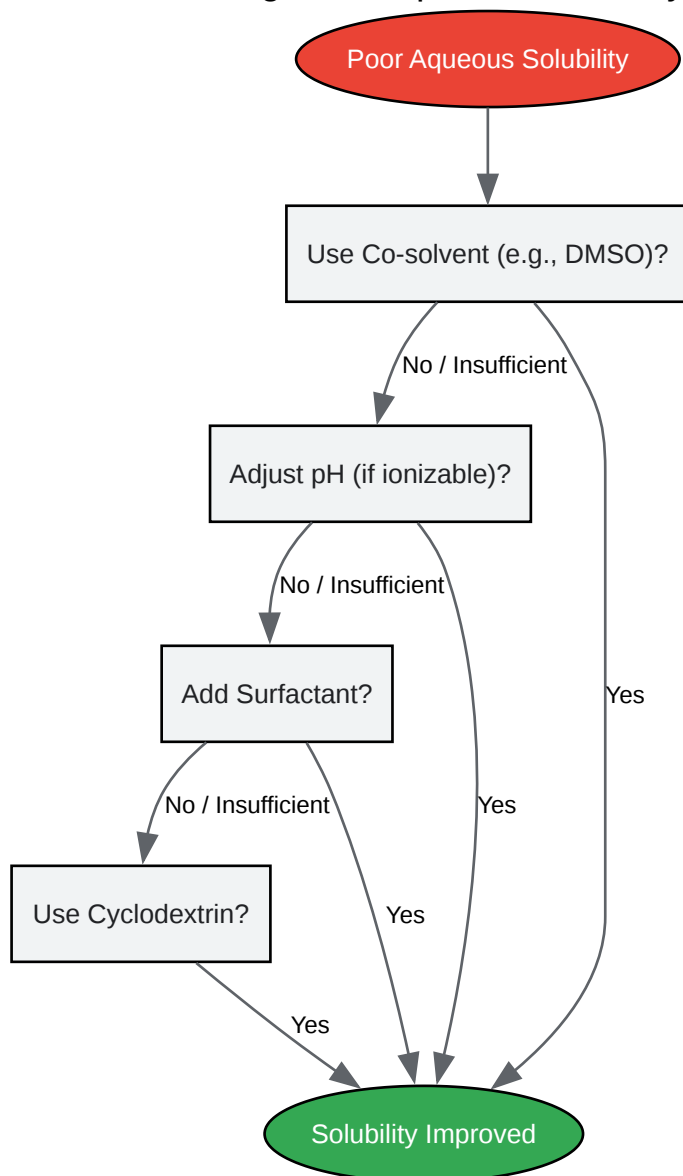 Poor Aqueous Solubility
Use Co-solvent (e.g., DMSO)?
No / Insufficient
Adjust pH (if ionizable)?
No / Insufficient
Add Surfactant?
Yes
No / Insufficient
Yes
Use Cyclodextrin?
Yes
Yes
Solubility Improved